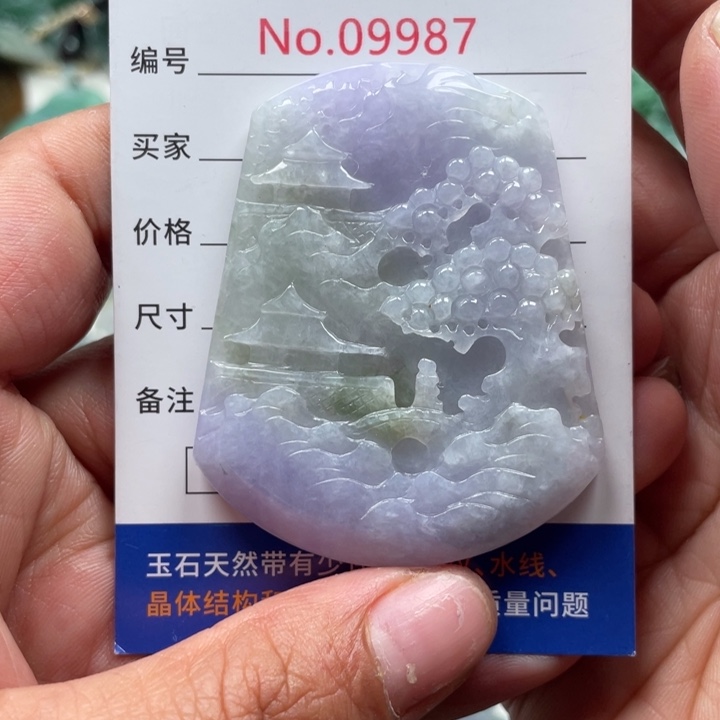 No.09987
编号
买家
价格
尺寸
备注
玉石天然带有少 、水线、
晶体结构 质量问题